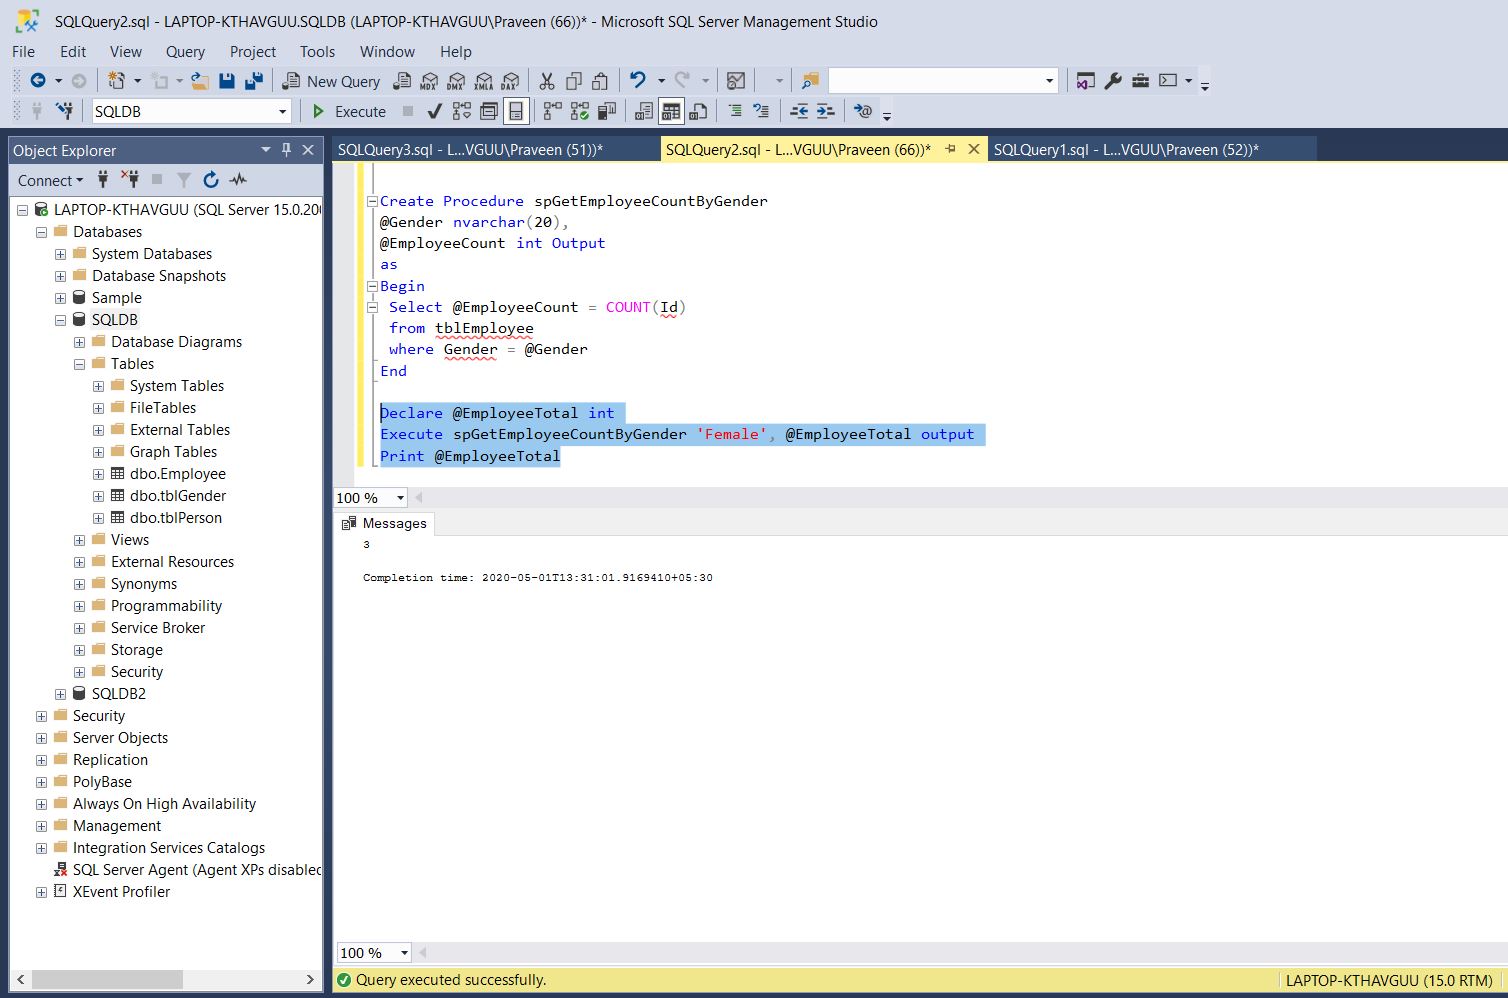 SQLQuery2.sql - LAPTOP-KTHAVGUU.SQLDB (LAPTOP-KTHAVGUU\Praveen (66))* - Microsoft SQL Server Management Studio
File Edit View Query Project Tools Window Help
New Query MDX DMX XMLA DAX
SQLDB Execute
Object Explorer
Connect
LAPTOP-KTHAVGUU (SQL Server 15.0.200
Databases
System Databases
Database Snapshots
Sample
SQLDB
Database Diagrams
Tables
System Tables
FileTables
External Tables
Graph Tables
dbo.Employee
dbo.tblGender
dbo.tblPerson
Views
External Resources
Synonyms
Programmability
Service Broker
Storage
Security
SQLDB2
Security
Server Objects
Replication
PolyBase
Always On High Availability
Management
Integration Services Catalogs
SQL Server Agent (Agent XPs disabled
XEvent Profiler
SQLQuery3.sql - L...VGUU\Praveen (51))* SQLQuery2.sql - L...VGUU\Praveen (66))* SQLQuery1.sql - L...VGUU\Praveen (52))*
Create Procedure spGetEmployeeCountByGender
@Gender nvarchar(20),
@EmployeeCount int Output
as
Begin
Select @EmployeeCount = COUNT(Id)
from tblEmployee
where Gender = @Gender
End
Declare @EmployeeTotal int
Execute spGetEmployeeCountByGender 'Female', @EmployeeTotal output
Print @EmployeeTotal
100 %
Messages
3
Completion time: 2020-05-01T13:31:01.9169410+05:30
100 %
Query executed successfully. LAPTOP-KTHAVGUU (15.0 RTM)